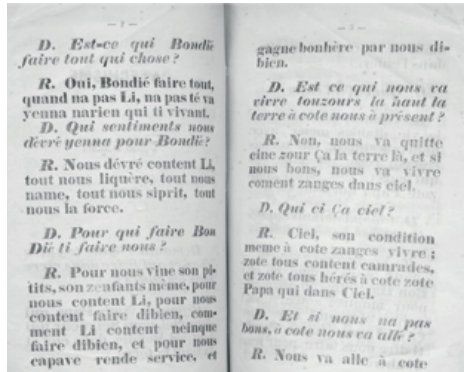 D. Est-ce qui Bondié
faire tout qui chose ?
R. Oui, Bondié faire tout,
quand na pas Li, na pas té va
yenna narien qui ti vivant.
D. Qui sentiments nous
dévré yenna pour Bondié?
R. Nous dévré content Li,
tout nous liquère, tout nous
name, tout nous siprit, tout
nous la force.
D. Pour qui faire Bon
Dié ti faire nous ?
R. Pour nous vine son pi-
tits, son zenfants mème, pour
nous content Li, pour nous
content faire dibien, com-
ment Li content neinque
faire dibien, et pour nous
capave rende service, et
gagne bonhère par nous di-
bien.
D. Est ce qui nous va
vivre touzours la haut la
terre à cote nous à présent ?
R. Non, nous va quitte
eine zour ça la terre là, et si
nous bons, nous va vivre
coment zanges dans ciel.
D. Qui ci Ça ciel ?
R. Ciel, son condition
meme à cote zanges vivre ;
zote tous content camrades,
et zote tous hérés à cote zote
Papa qui dans Ciel.
D. Et si nous na pas
bons, a cote nous va allé ?
R. Nous va alle à cote